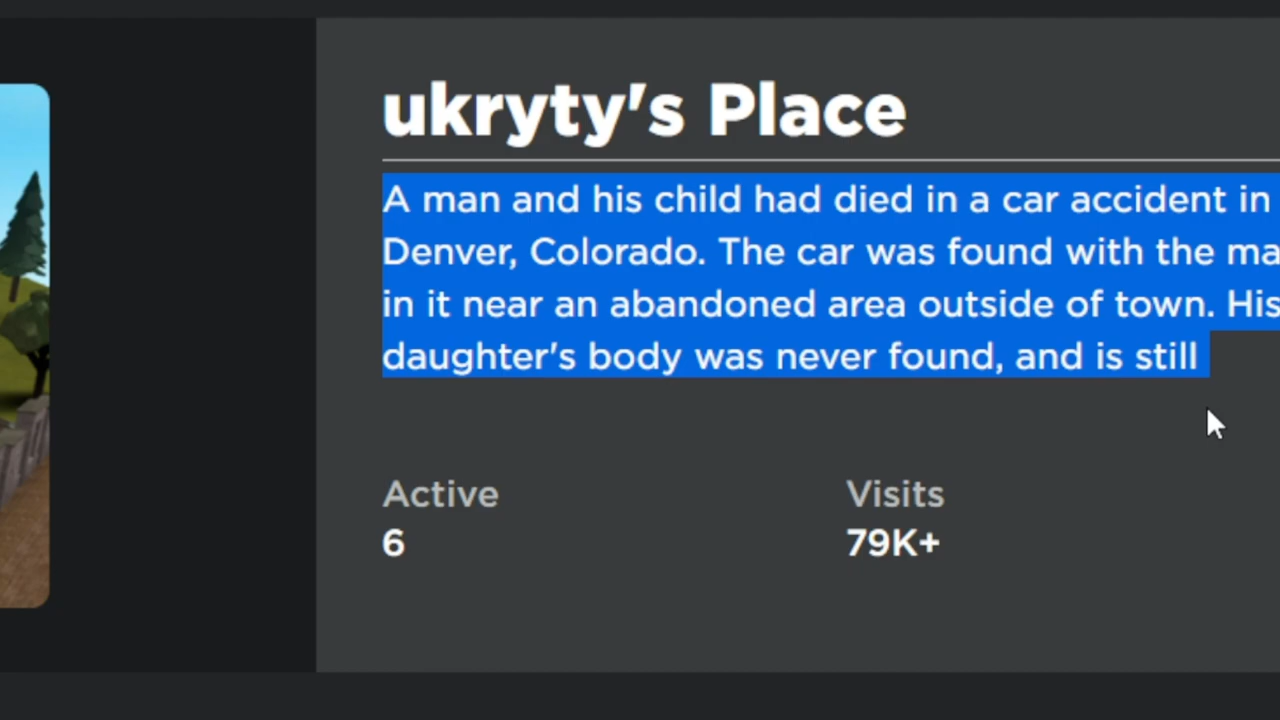 ukryty's Place
A man and his child had died in a car accident in
Denver, Colorado. The car was found with the ma
in it near an abandoned area outside of town. His
daughter's body was never found, and is still
Active
Visits
6
79K+